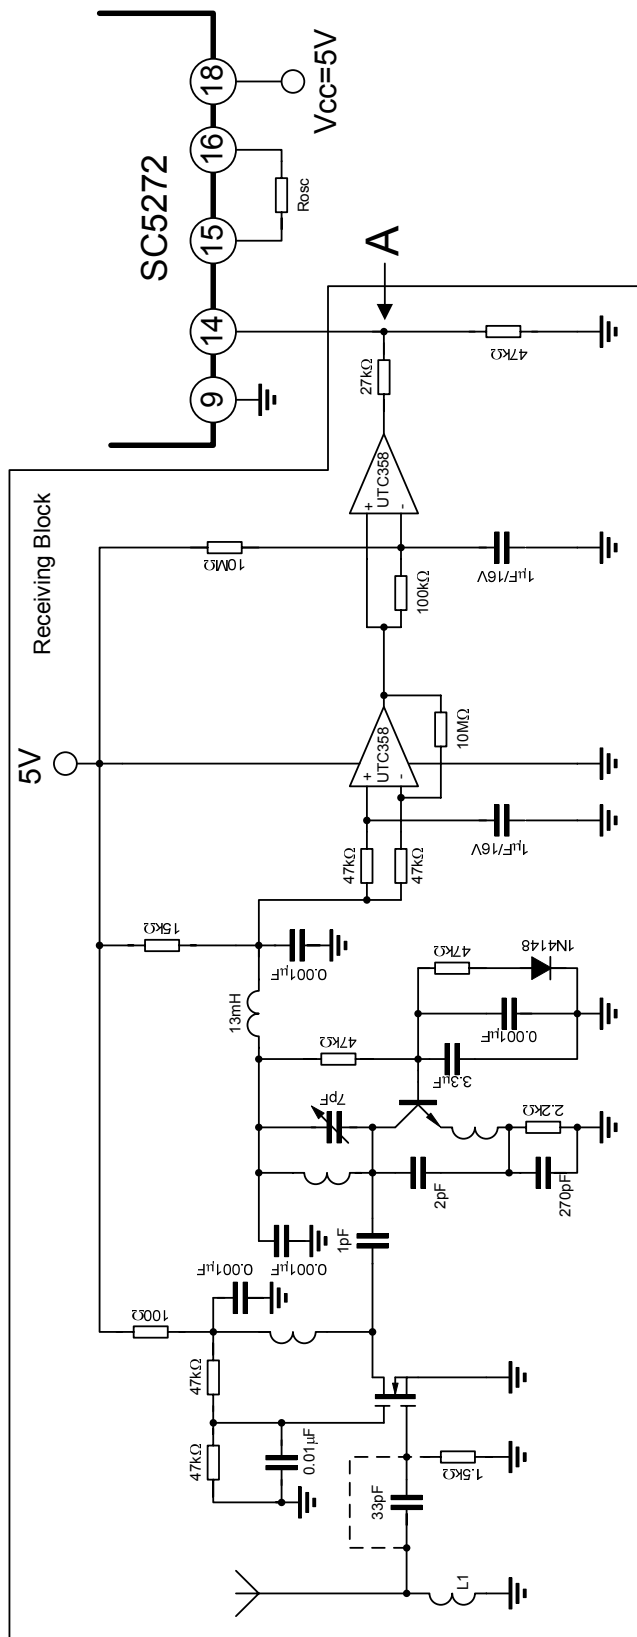 18
16
15
14
9
SC5272
Vcc=5V
Rosc
A
Receiving Block
5V
27kΩ
47kΩ
UTC358
+
-
10MΩ
100kΩ
1μF/16V
UTC358
+
-
10MΩ
47kΩ
47kΩ
1μF/16V
15kΩ
0.001μF
13mH
47kΩ
47kΩ
1N4148
0.001μF
3.3μF
7pF
2.2kΩ
2pF
270pF
0.001μF
1pF
0.001μF
100Ω
47kΩ
47kΩ
0.01μF
1.5kΩ
33pF
L1